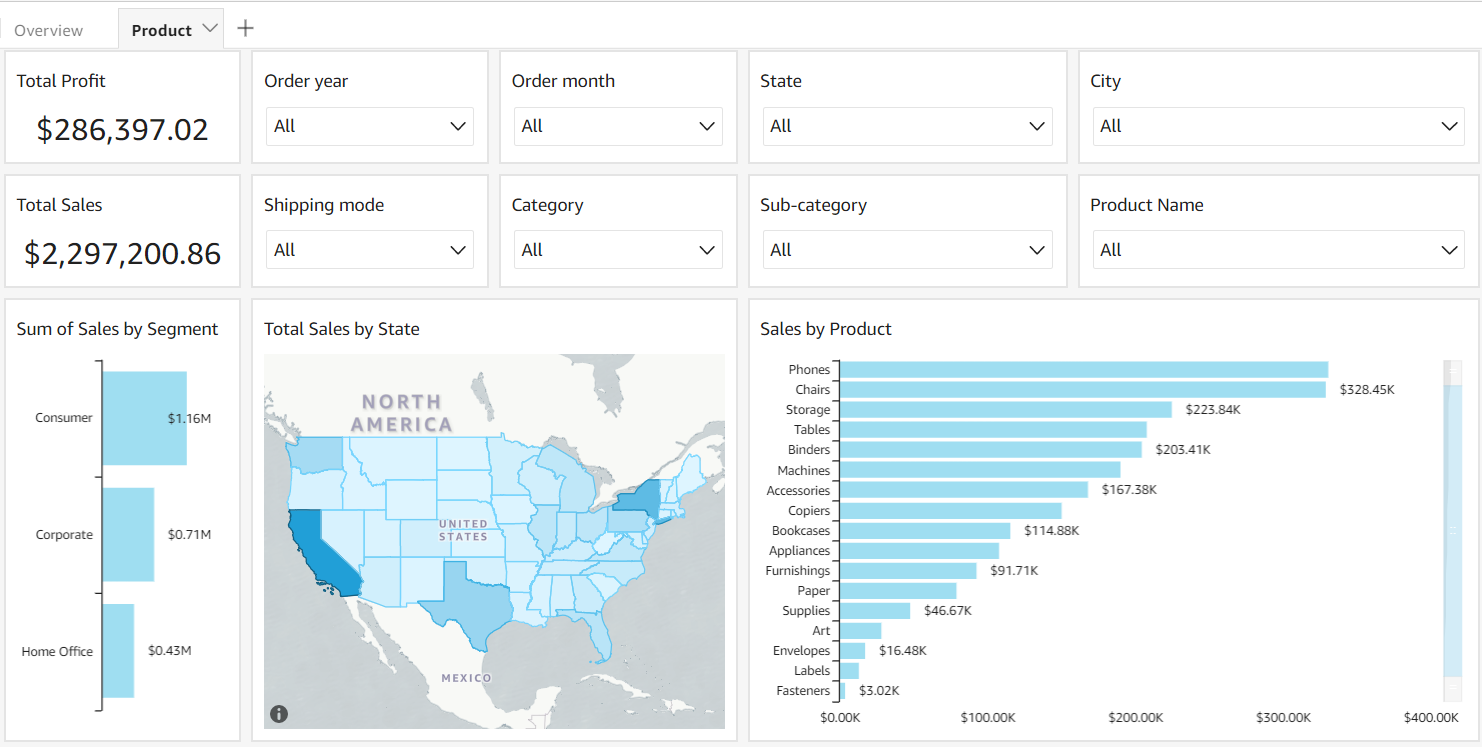 Overview
Product
Total Profit
$286,397.02
Order year
All
Order month
All
State
All
City
All
Total Sales
$2,297,200.86
Shipping mode
All
Category
All
Sub-category
All
Product Name
All
Sum of Sales by Segment
Consumer
$1.16M
Corporate
$0.71M
Home Office
$0.43M
Total Sales by State
NORTH
AMERICA
UNITED
STATES
MEXICO
Sales by Product
Phones
Chairs $328.45K
Storage $223.84K
Tables
Binders $203.41K
Machines
Accessories $167.38K
Copiers
Bookcases $114.88K
Appliances
Furnishings $91.71K
Paper
Supplies $46.67K
Art
Envelopes $16.48K
Labels
Fasteners $3.02K
$0.00K $100.00K $200.00K $300.00K $400.00K